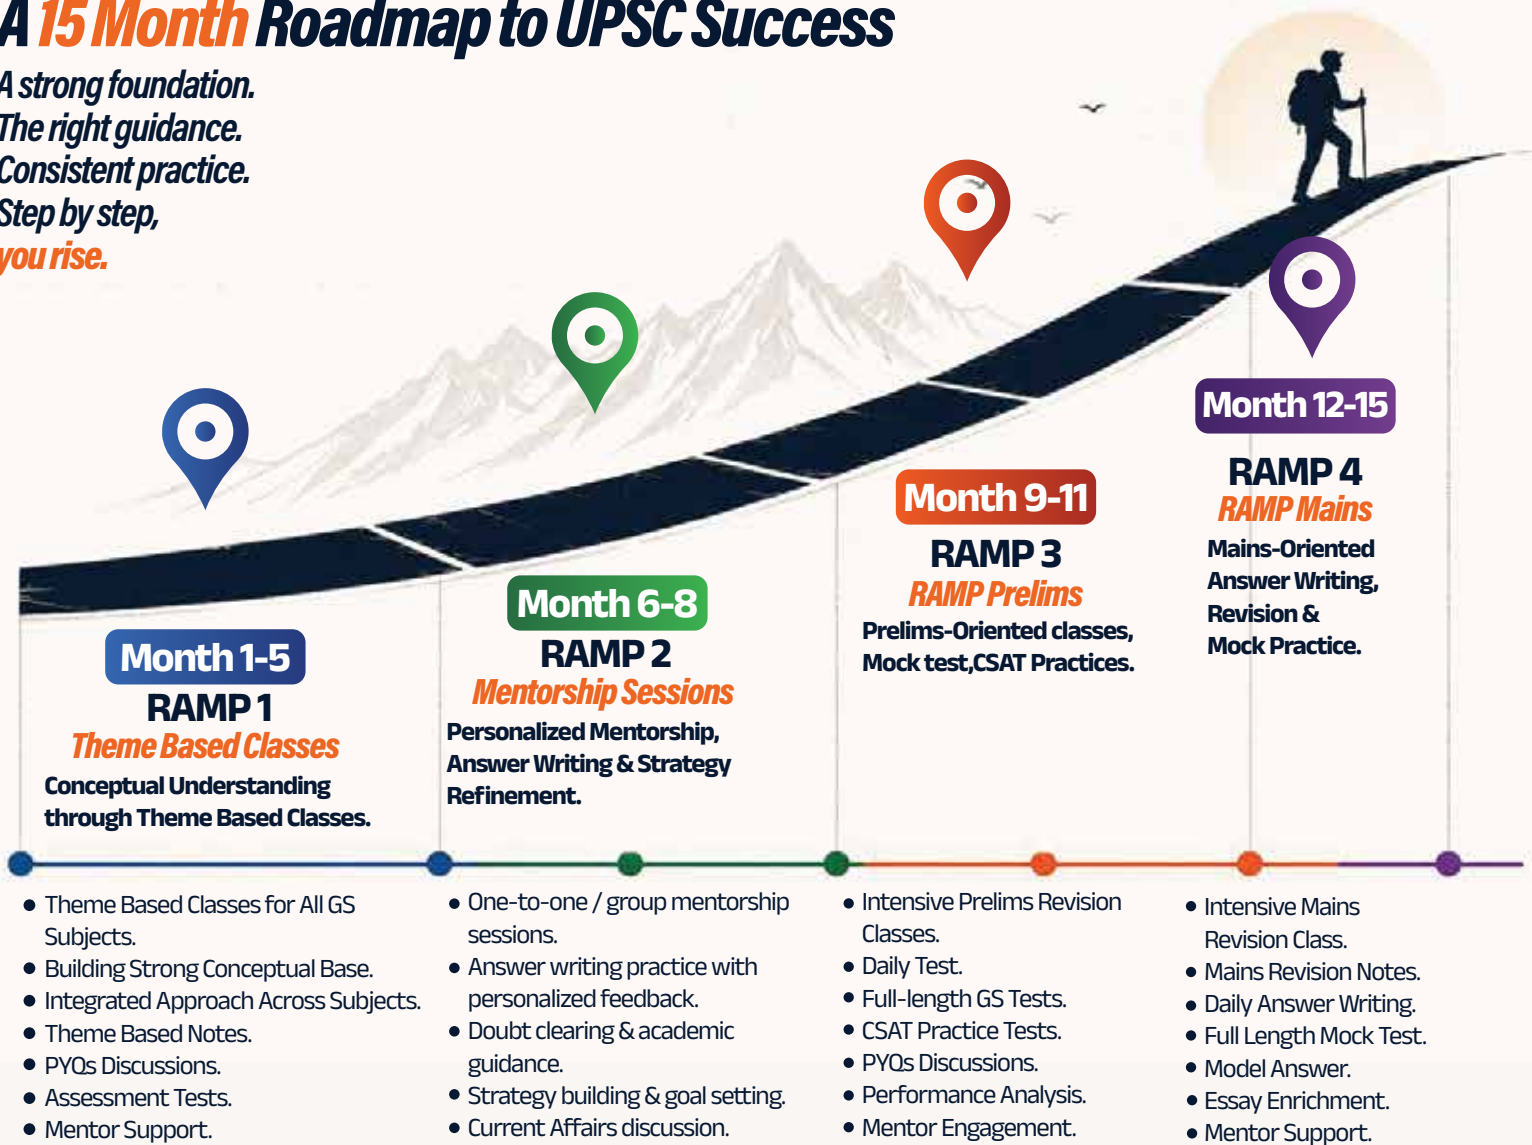 A 15 Month Roadmap to UPSC Success
A strong foundation.
The right guidance.
Consistent practice.
Step by step,
you rise.
Month 1-5
RAMP 1
Theme Based Classes
Conceptual Understanding
through Theme Based Classes.
Theme Based Classes for All GS
Subjects.
Building Strong Conceptual Base.
Integrated Approach Across Subjects.
Theme Based Notes.
PYQs Discussions.
Assessment Tests.
Mentor Support.
Month 6-8
RAMP 2
Mentorship Sessions
Personalized Mentorship,
Answer Writing & Strategy
Refinement.
One-to-one / group mentorship
sessions.
Answer writing practice with
personalized feedback.
Doubt clearing & academic
guidance.
Strategy building & goal setting.
Current Affairs discussion.
Month 9-11
RAMP 3
RAMP Prelims
Prelims-Oriented classes,
Mock test,CSAT Practices.
Intensive Prelims Revision
Classes.
Daily Test.
Full-length GS Tests.
CSAT Practice Tests.
PYQs Discussions.
Performance Analysis.
Mentor Engagement.
Month 12-15
RAMP 4
RAMP Mains
Mains-Oriented
Answer Writing,
Revision &
Mock Practice.
Intensive Mains
Revision Class.
Mains Revision Notes.
Daily Answer Writing.
Full Length Mock Test.
Model Answer.
Essay Enrichment.
Mentor Support.